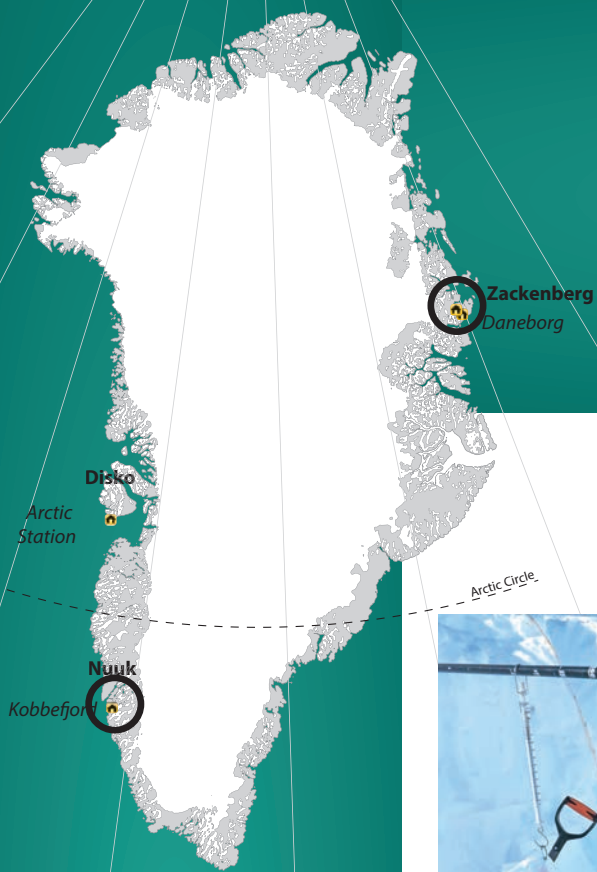 Zackenberg
Daneborg
Disko
Arctic
Station
Arctic Circle
Nuuk
Kobbefjord